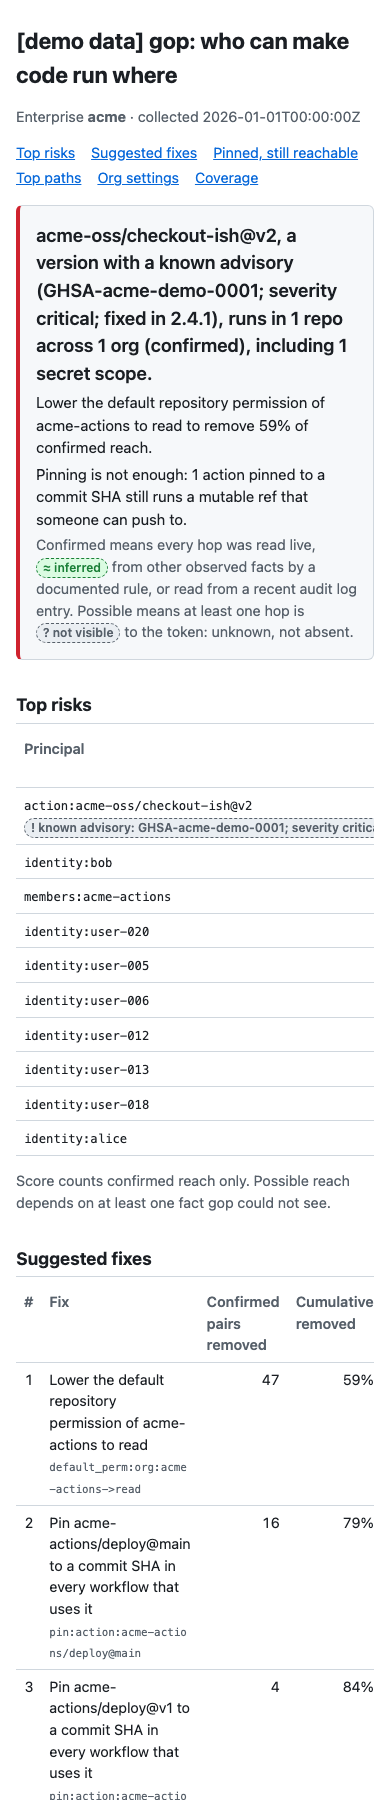 [demo data] gop: who can make
code run where
Enterprise acme · collected 2026-01-01T00:00:00Z
Top risks Suggested fixes Pinned, still reachable
Top paths Org settings Coverage
acme-oss/checkout-ish@v2, a
version with a known advisory
(GHSA-acme-demo-0001; severity
critical; fixed in 2.4.1), runs in 1 repo
across 1 org (confirmed), including 1
secret scope.
Lower the default repository permission of
acme-actions to read to remove 59% of
confirmed reach.
Pinning is not enough: 1 action pinned to a
commit SHA still runs a mutable ref that
someone can push to.
Confirmed means every hop was read live,
≈ inferred from other observed facts by a
documented rule, or read from a recent audit log
entry. Possible means at least one hop is
? not visible to the token: unknown, not absent.
Top risks
Principal
action:acme-oss/checkout-ish@v2
! known advisory: GHSA-acme-demo-0001; severity critica
identity:bob
members:acme-actions
identity:user-020
identity:user-005
identity:user-006
identity:user-012
identity:user-013
identity:user-018
identity:alice
Score counts confirmed reach only. Possible reach
depends on at least one fact gop could not see.
Suggested fixes
# Fix Confirmed pairs removed Cumulative removed
1 Lower the default 47 59%
repository
permission of acme-
actions to read
default_perm:org:acme
-actions->read
2 Pin acme- 16 79%
actions/deploy@main
to a commit SHA in
every workflow that
uses it
pin:action:acme-actio
ns/deploy@main
3 Pin acme- 4 84%
actions/deploy@v1 to
a commit SHA in
every workflow that
uses it
pin:action:acme-actio